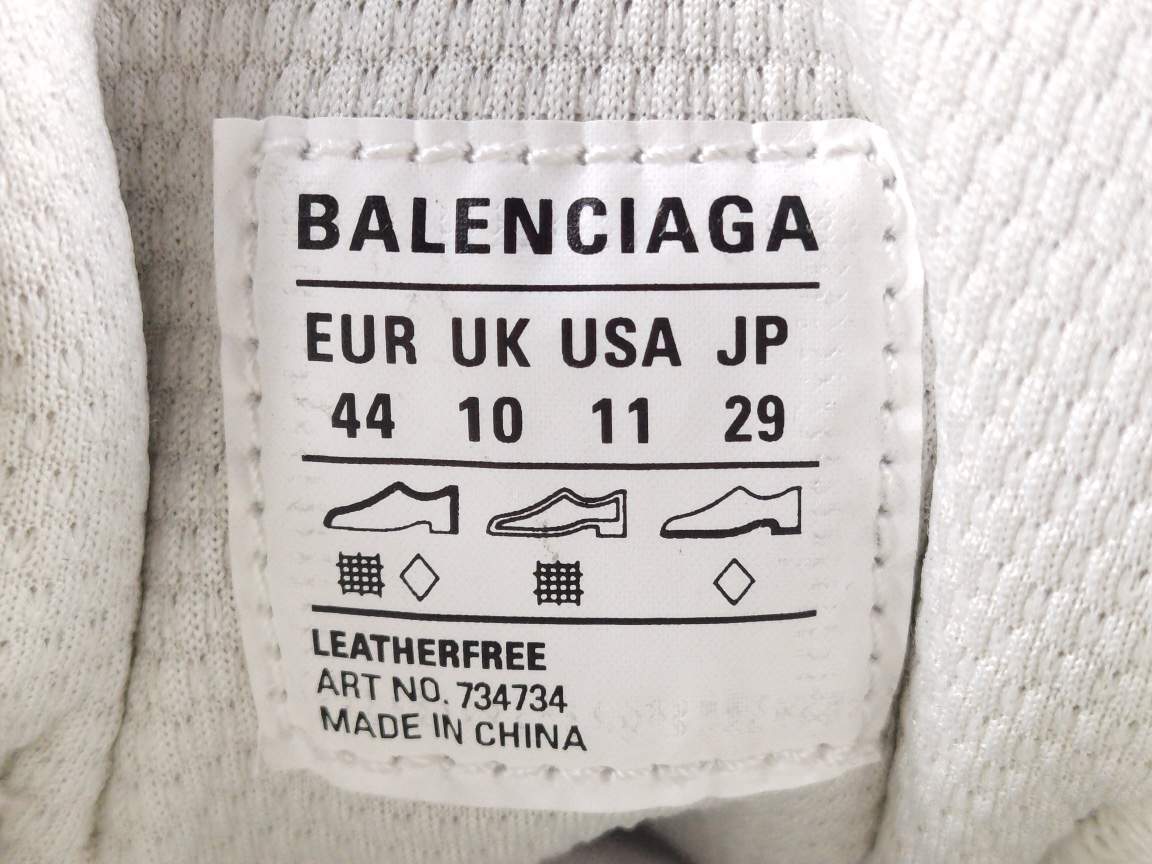 BALENCIAGA
EUR UK USA JP
44 10 11 29
LEATHERFREE
ART NO. 734734
MADE IN CHINA